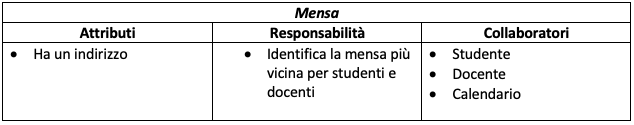 Mensa
Attributi Responsabilità Collaboratori
• Ha un indirizzo
• Identifica la mensa più
vicina per studenti e
docenti
• Studente
• Docente
• Calendario